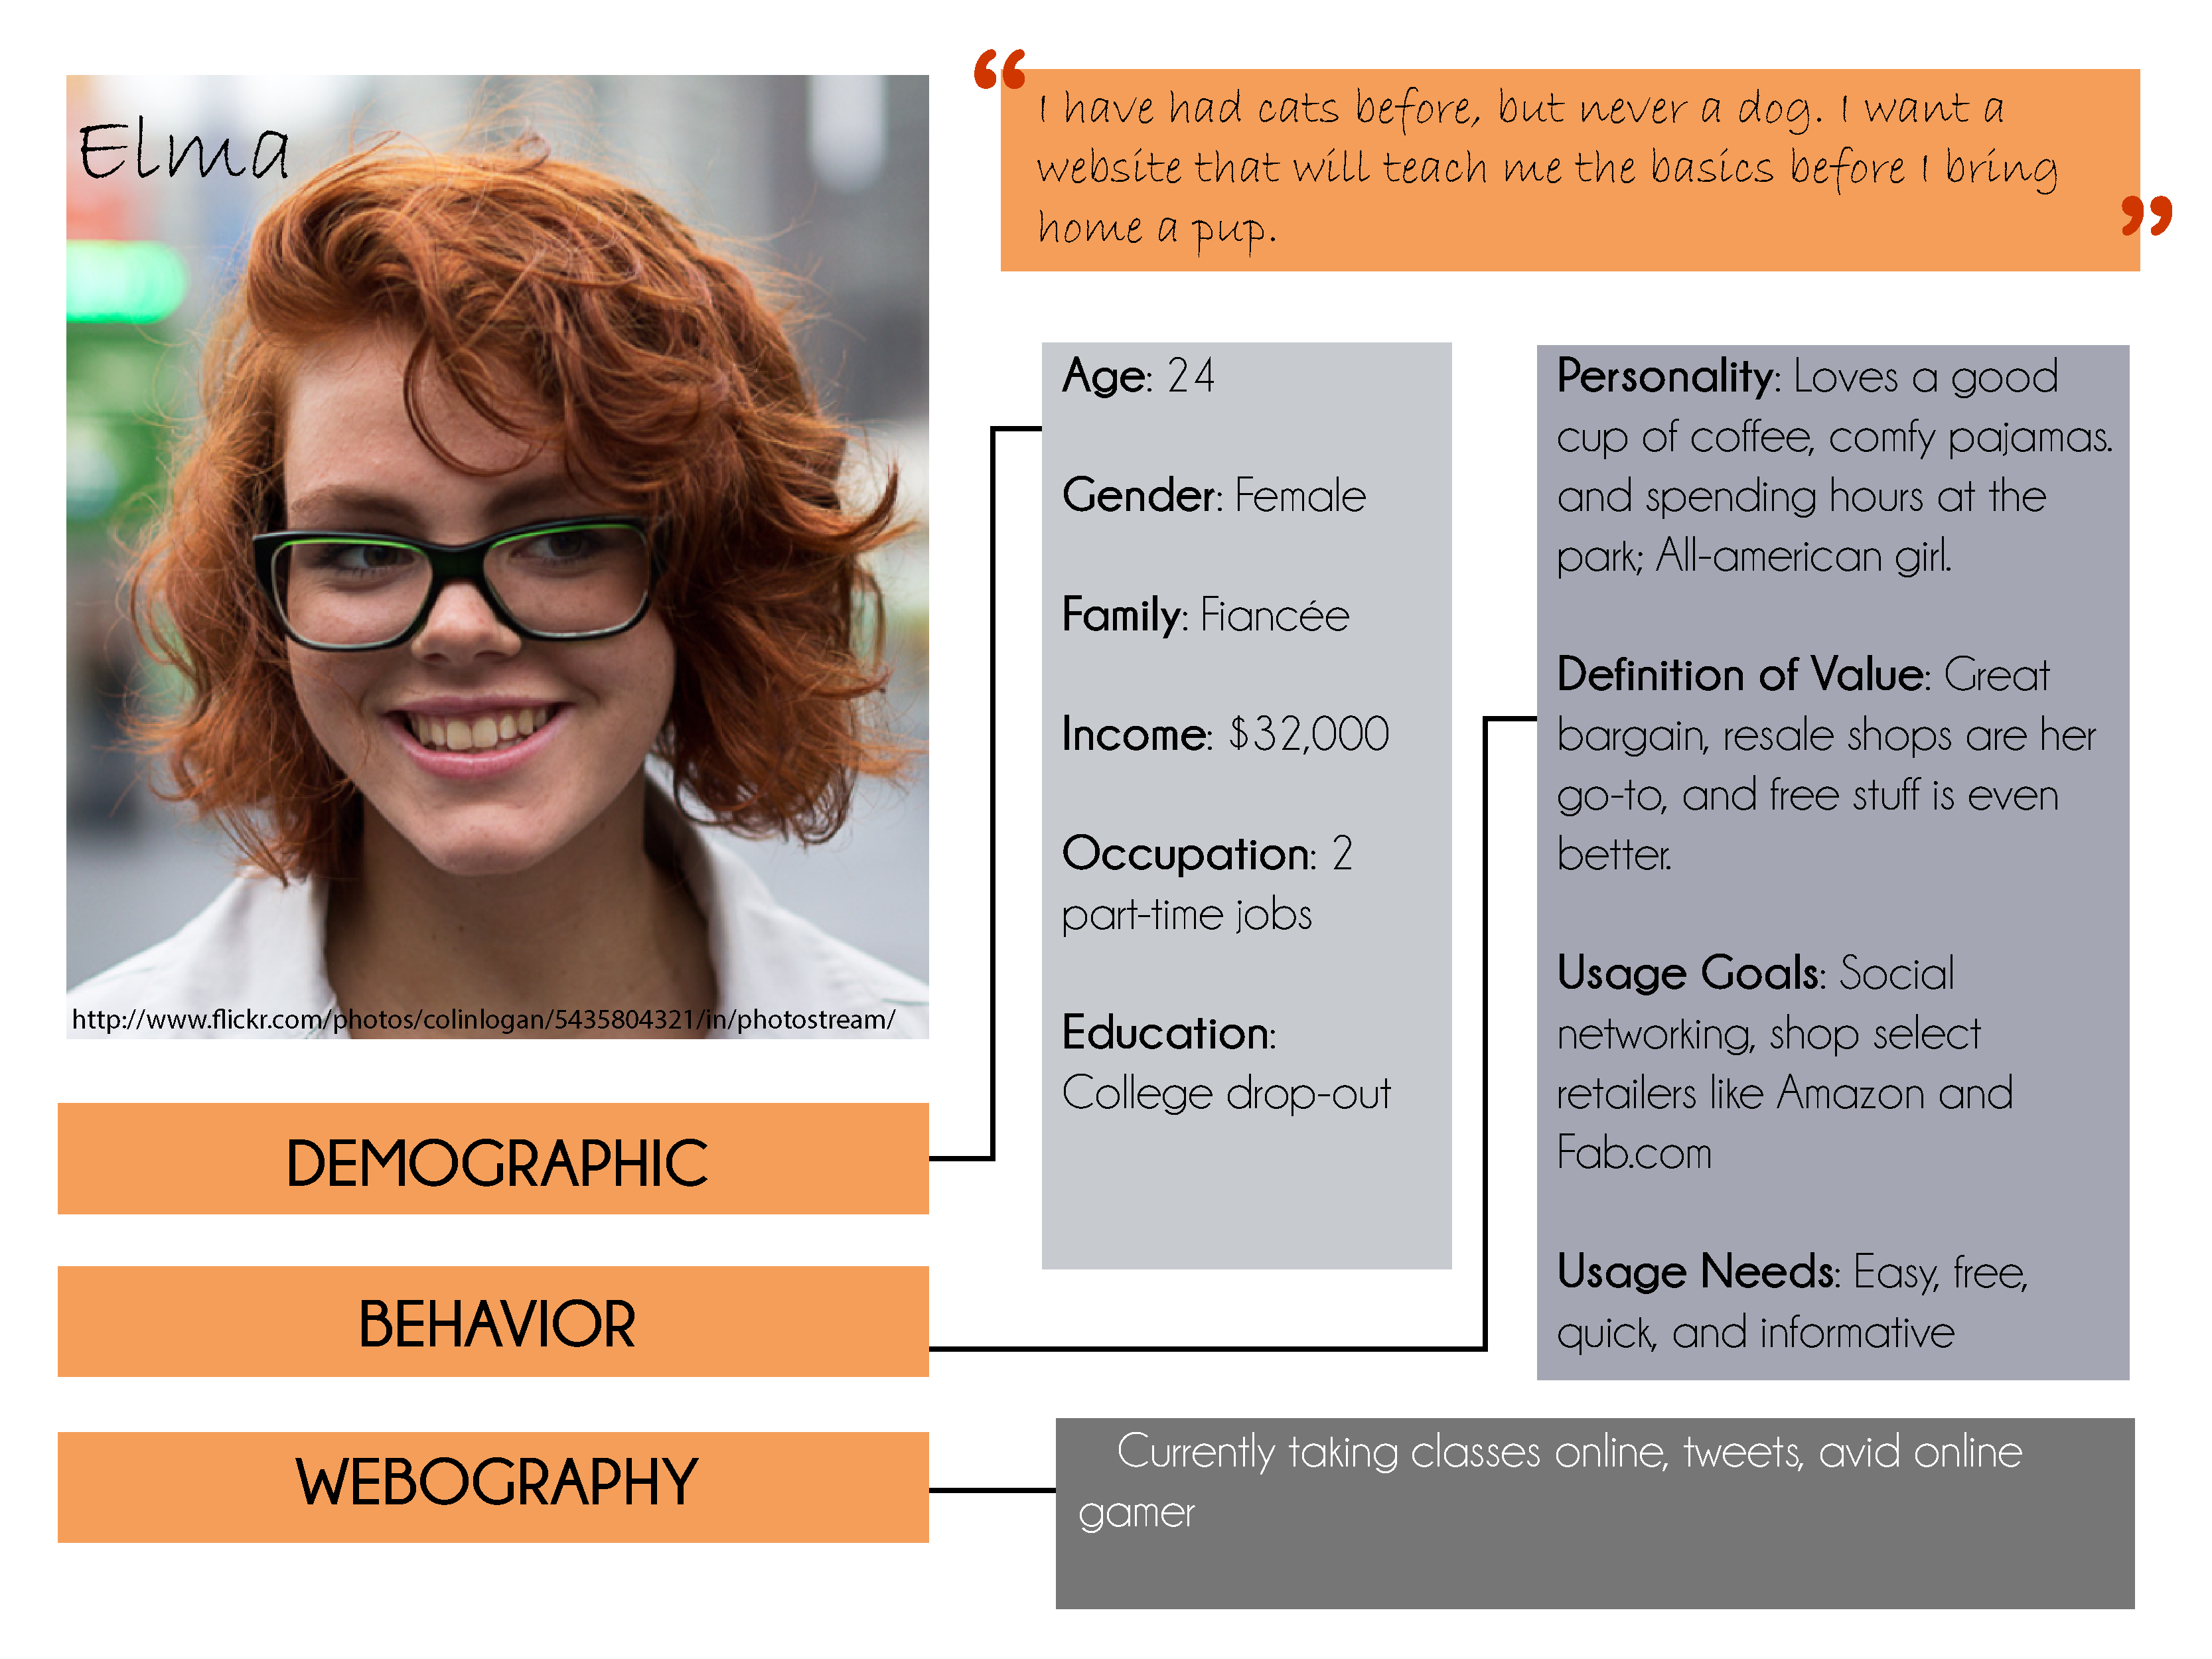 Elma
http://www.flickr.com/photos/colinlogan/5435804321/in/photostream/
“I have had cats before, but never a dog. I want a
website that will teach me the basics before I bring
home a pup.”
DEMOGRAPHIC
Age: 24
Gender: Female
Family: Fiancée
Income: $32,000
Occupation: 2
part-time jobs
Education:
College drop-out
BEHAVIOR
Personality: Loves a good
cup of coffee, comfy pajamas.
and spending hours at the
park; All-american girl.
Definition of Value: Great
bargain, resale shops are her
go-to, and free stuff is even
better.
Usage Goals: Social
networking, shop select
retailers like Amazon and
Fab.com
Usage Needs: Easy, free,
quick, and informative
WEBOGRAPHY
Currently taking classes online, tweets, avid online
gamer